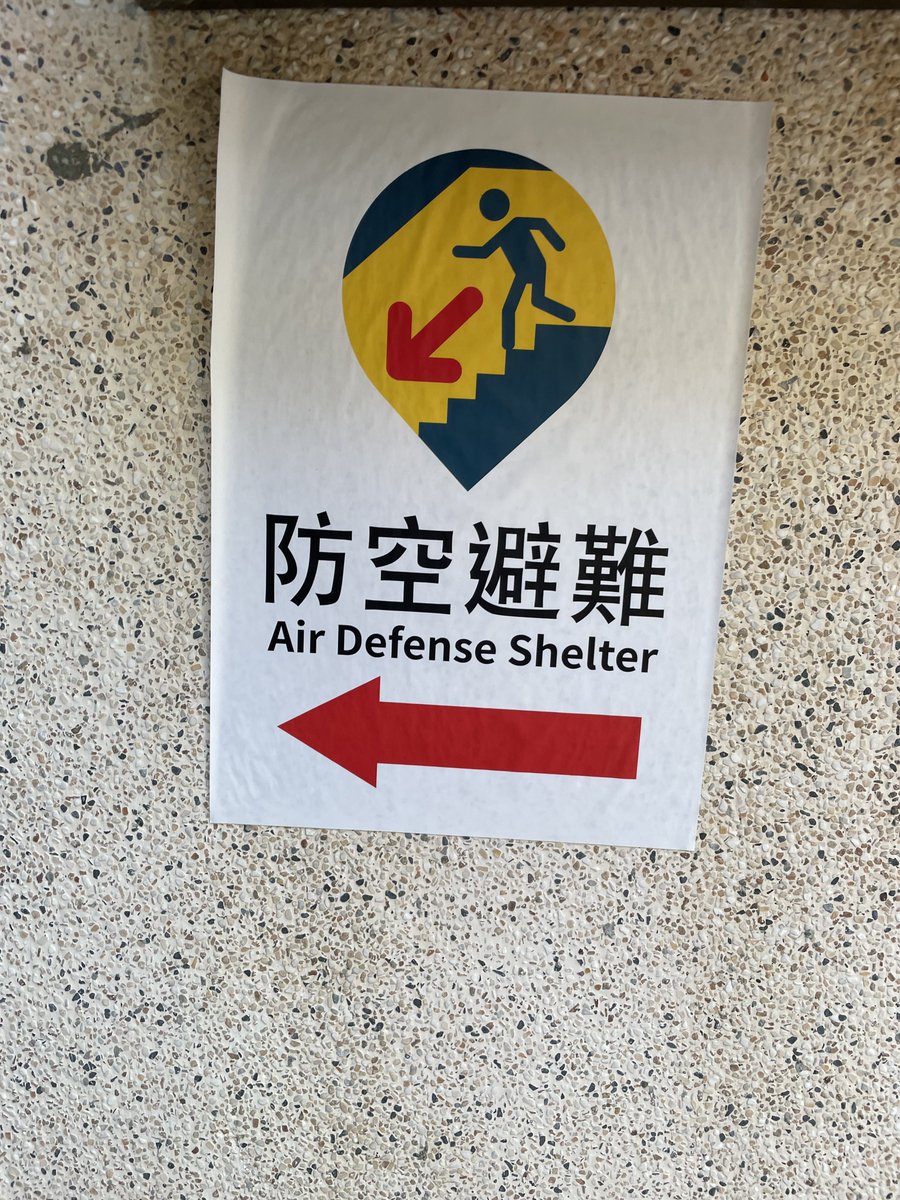 防空避難
Air Defense Shelter